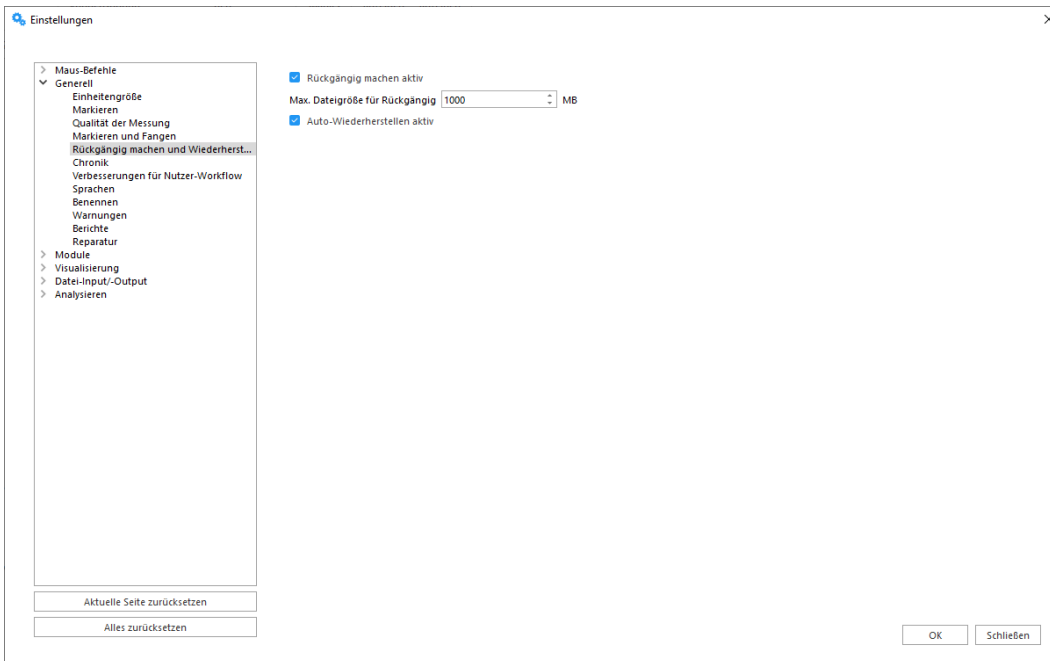 Einstellungen
Maus-Befehle
Generell
Einheitengröße
Markieren
Qualität der Messung
Markieren und Fangen
Rückgängig machen und Wiederherst...
Chronik
Verbesserungen für Nutzer-Workflow
Sprachen
Benennen
Warnungen
Berichte
Reparatur
Module
Visualisierung
Datei-Input/-Output
Analysieren
Aktuelle Seite zurücksetzen
Alles zurücksetzen
Rückgängig machen aktiv
Max. Dateigröße für Rückgängig 1000 MB
Auto-Wiederherstellen aktiv
OK Schließen